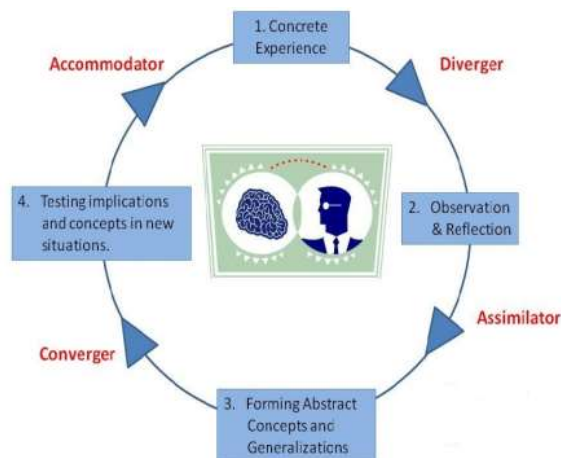 1. Concrete
Experience
Accommodator
Diverger
4. Testing implications
and concepts in new
situations.
2. Observation
& Reflection
Assimilator
Converger
3. Forming Abstract
Concepts and
Generalizations